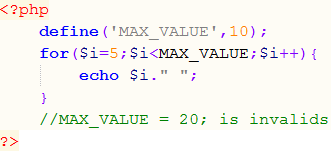 <?php
define('MAX_VALUE',10);
for($i=5;$i<MAX_VALUE;$i++){
echo $i." ";
}
//MAX_VALUE = 20; is invalids
?>